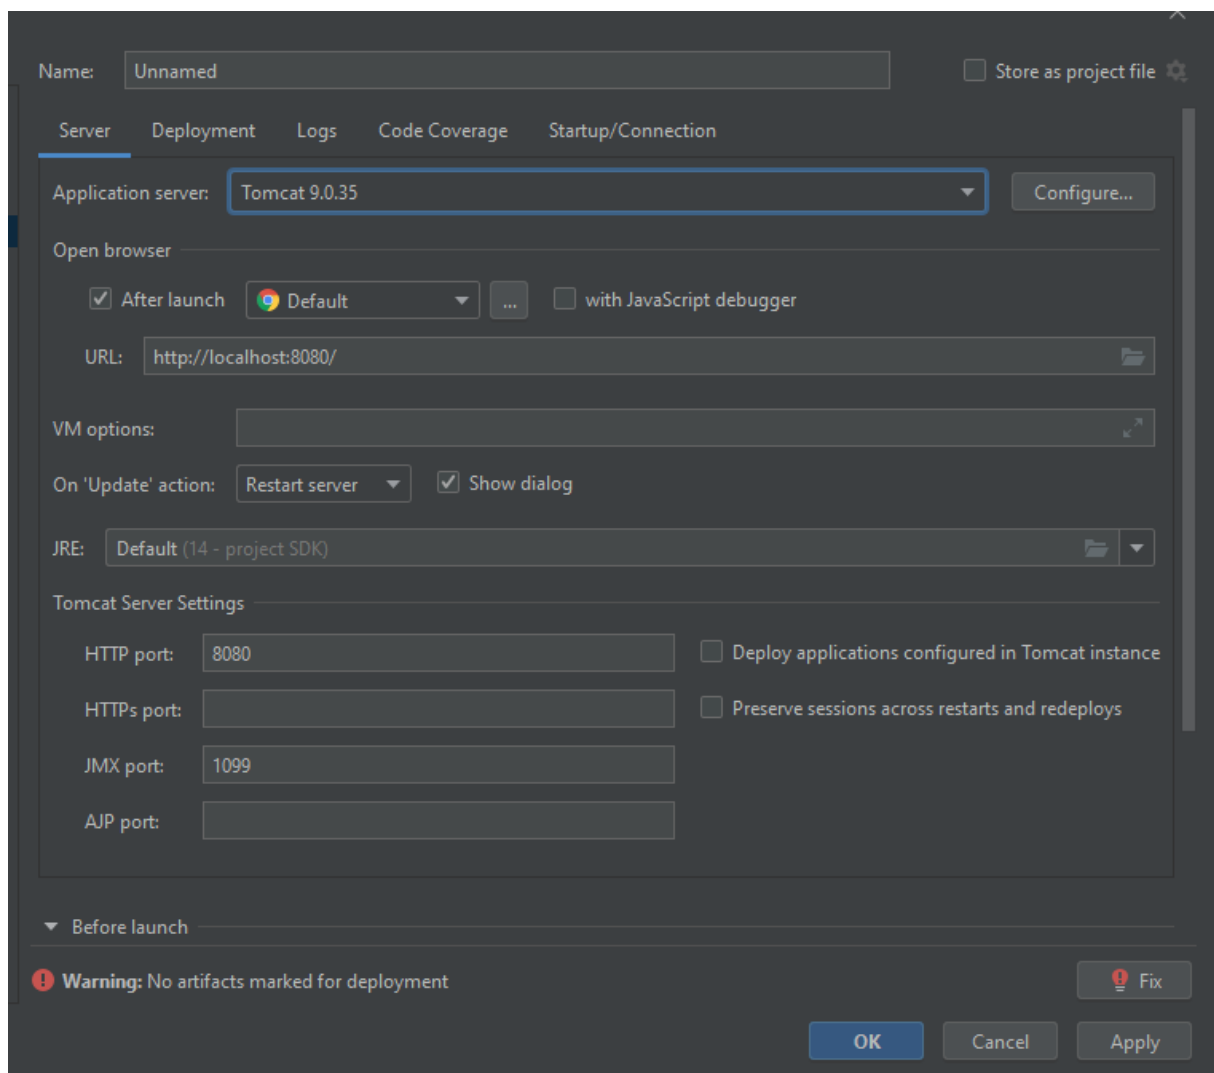 Name: Unnamed Store as project file
Server Deployment Logs Code Coverage Startup/Connection
Application server: Tomcat 9.0.35 Configure...
Open browser
After launch Default ... with JavaScript debugger
URL: http://localhost:8080/
VM options:
On 'Update' action: Restart server Show dialog
JRE: Default (14 - project SDK)
Tomcat Server Settings
HTTP port: 8080 Deploy applications configured in Tomcat instance
HTTPs port: Preserve sessions across restarts and redeploys
JMX port: 1099
AJP port:
Before launch
Warning: No artifacts marked for deployment Fix
OK Cancel Apply